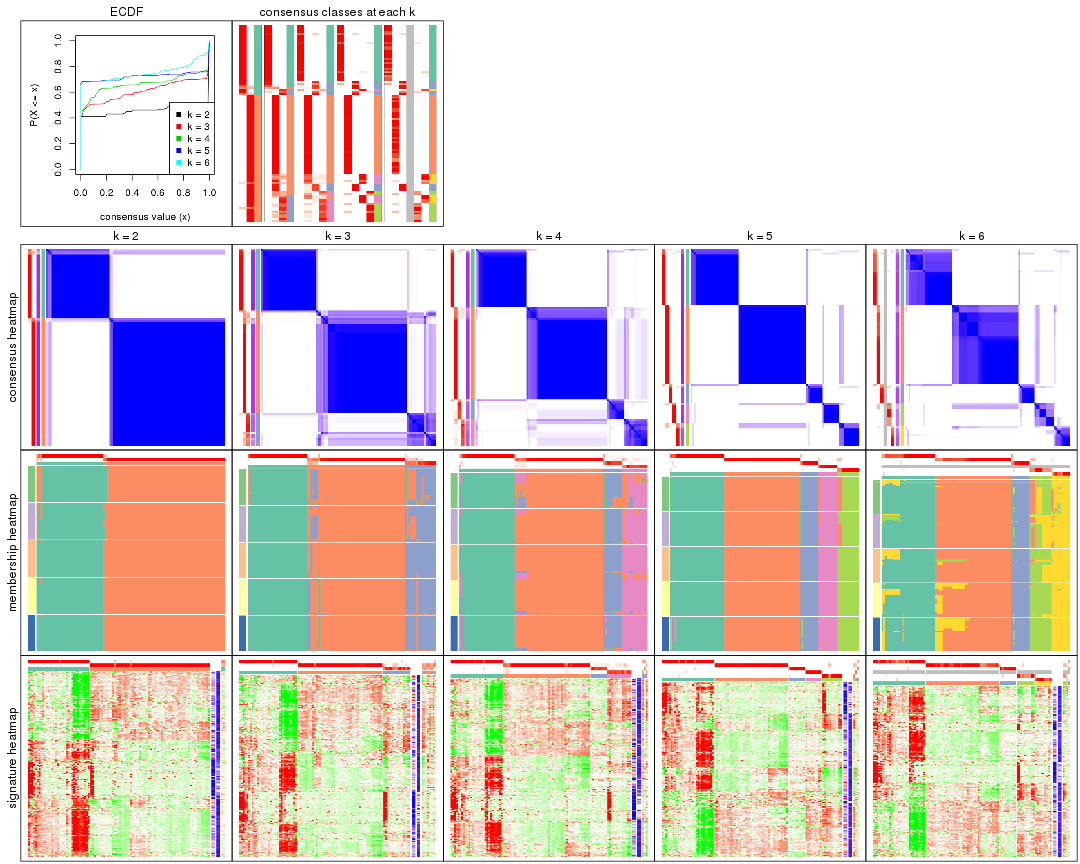 ECDF
consensus classes at each k
P(X <= x)
0.0
0.2
0.4
0.6
0.8
1.0
k = 2
k = 3
k = 4
k = 5
k = 6
0.0 0.2 0.4 0.6 0.8 1.0
consensus value (x)
k = 2
k = 3
k = 4
k = 5
k = 6
consensus heatmap
membership heatmap
signature heatmap